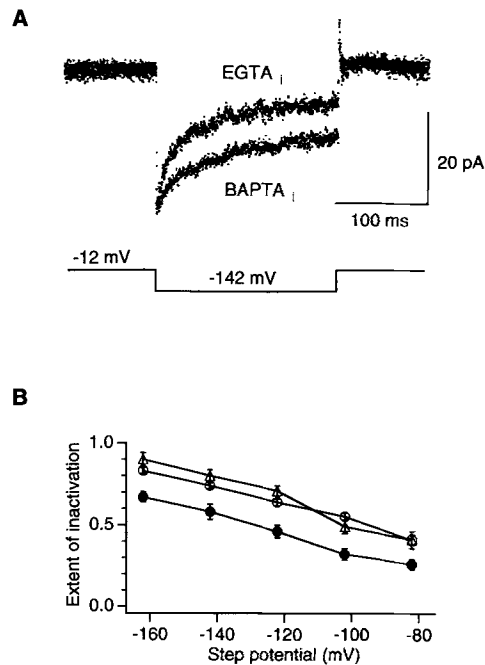 A
EGTA i
BAPTA i
20 pA
100 ms
-12 mV
-142 mV
B
Extent of inactivation
1.0
0.5
0.0
-160 -140 -120 -100 -80
Step potential (mV)